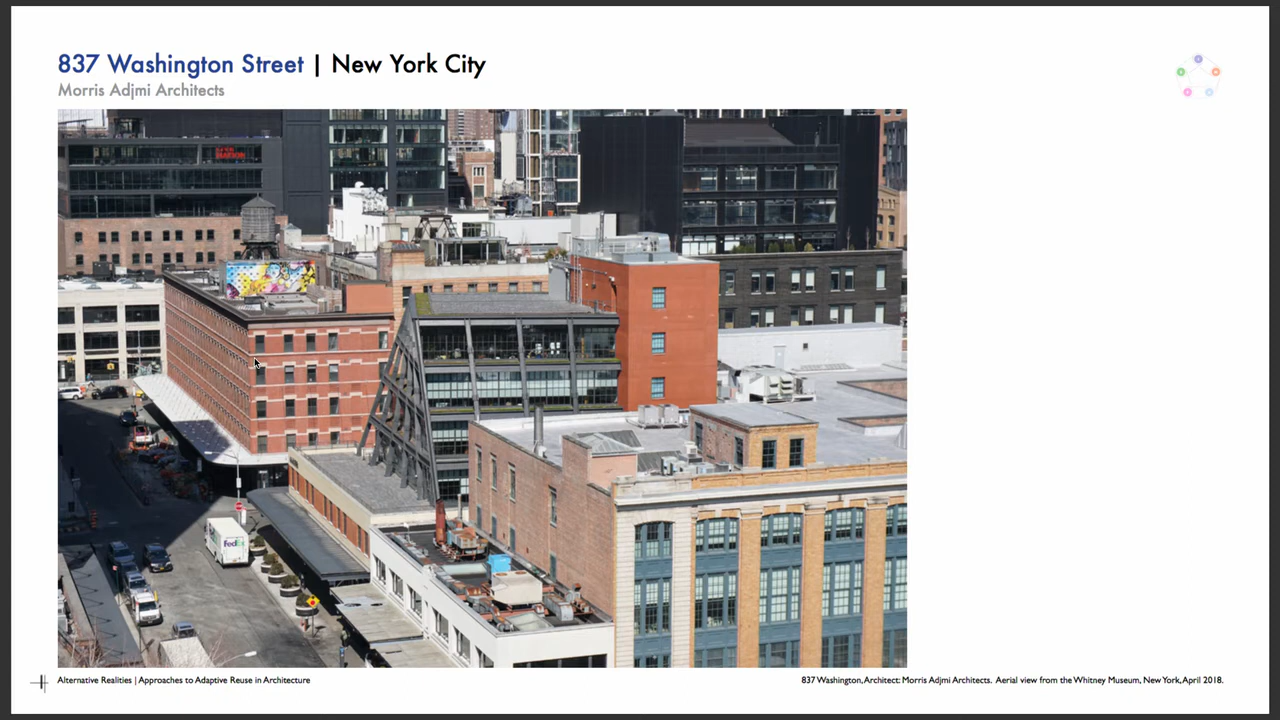 837 Washington Street | New York City
Morris Adjmi Architects
FedEx
Alternative Realities | Approaches to Adaptive Reuse in Architecture
837 Washington, Architect: Morris Adjmi Architects. Aerial view from the Whitney Museum, New York, April 2018.